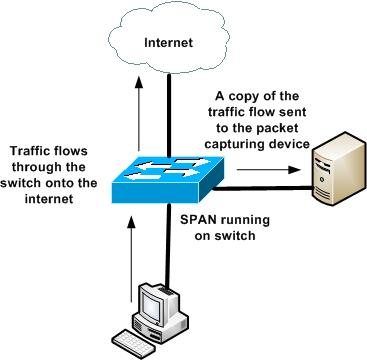 Internet
A copy of the
traffic flow sent
to the packet
capturing device
Traffic flows
through the
switch onto the
internet
SPAN running
on switch